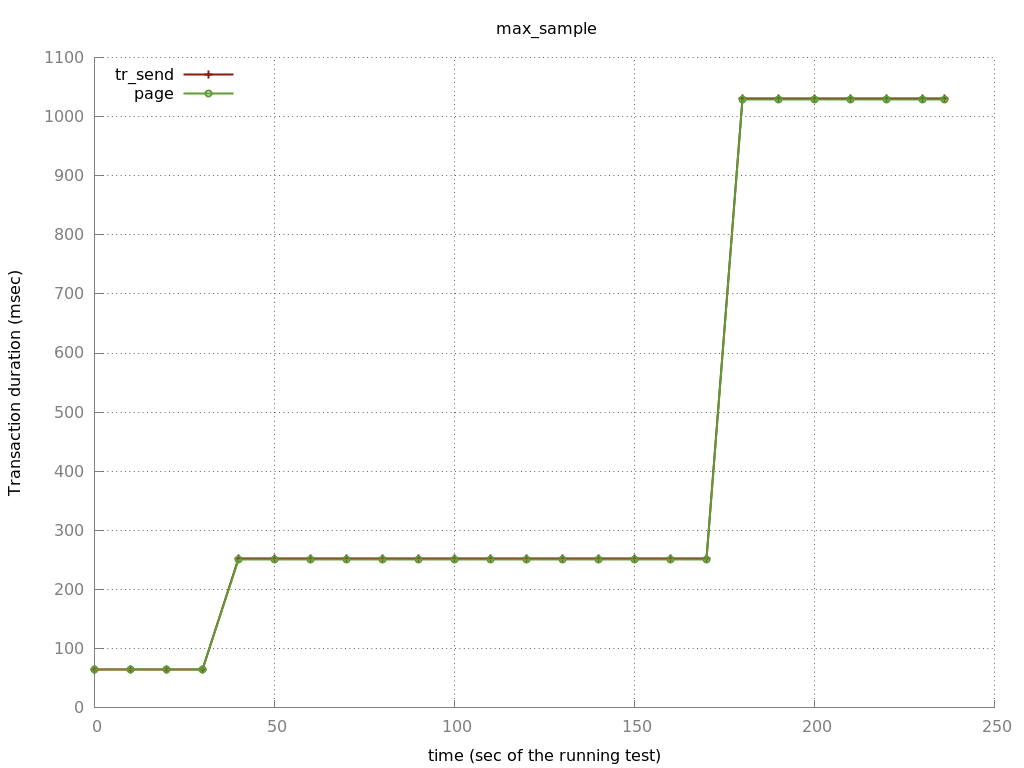 max_sample
1100
1000
900
800
700
600
500
400
300
200
100
0
tr_send
page
Transaction duration (msec)
0 50 100 150 200 250
time (sec of the running test)